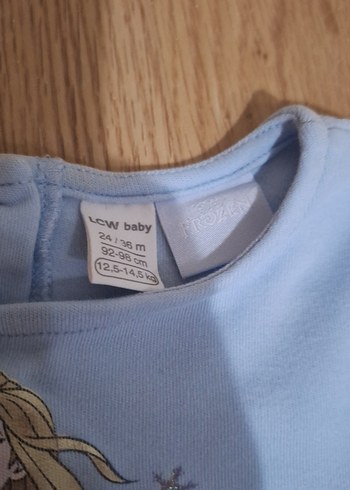 LCW baby
24 / 36 m
92-98 cm
12,5-14,5 kg
FROZEN